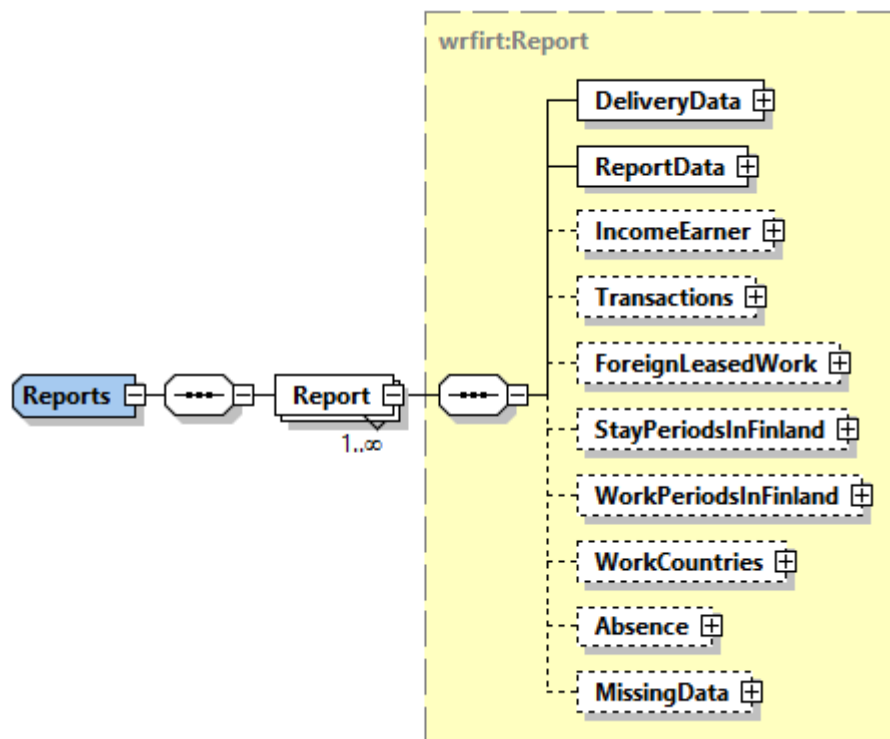 wrfirt:Report
DeliveryData
ReportData
IncomeEarner
Transactions
ForeignLeasedWork
Reports
Report
1..∞
StayPeriodsInFinland
WorkPeriodsInFinland
WorkCountries
Absence
MissingData